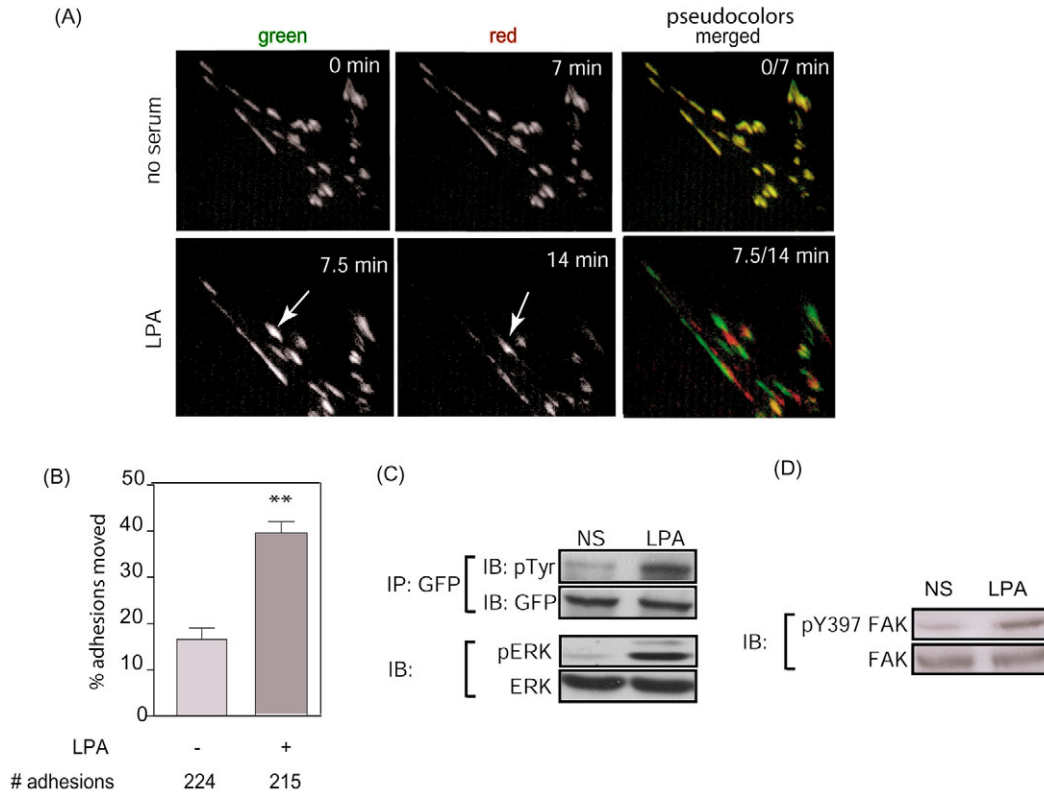 (A)
pseudocolors
green red merged
no serum
0 min 7 min 0/7 min
LPA
7.5 min 14 min 7.5/14 min
(B)
% adhesions moved
50
40
30
20
10
0
**
LPA - +
# adhesions 224 215
(C)
NS LPA
IP: GFP
IB: pTyr
IB: GFP
IB:
pERK
ERK
(D)
NS LPA
IB:
pY397 FAK
FAK